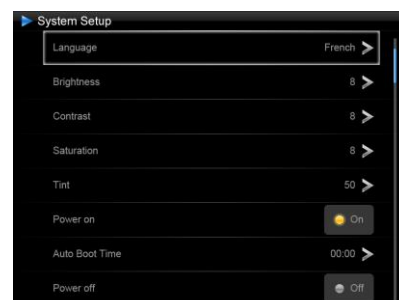 System Setup
Language French
Brightness 8
Contrast 8
Saturation 8
Tint 50
Power on On
Auto Boot Time 00:00
Power off Off